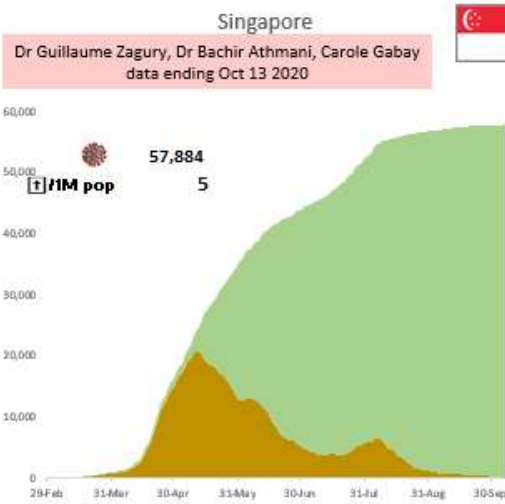 Singapore
Dr Guillaume Zagury, Dr Bachir Athmani, Carole Gabay
data ending Oct 13 2020
60,000
57,884
50,000
†/1M pop 5
40,000
30,000
20,000
10,000
0
29-Feb 31-Mar 30-Apr 31-May 30-Jun 31-Jul 31-Aug 30-Sep